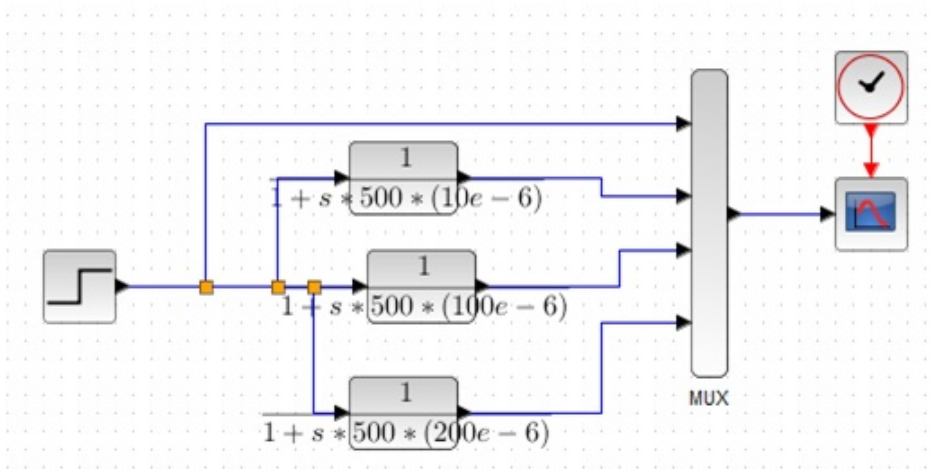 1
1 + s * 500 * (10e − 6)
1
1 + s * 500 * (100e − 6)
1
1 + s * 500 * (200e − 6)
MUX